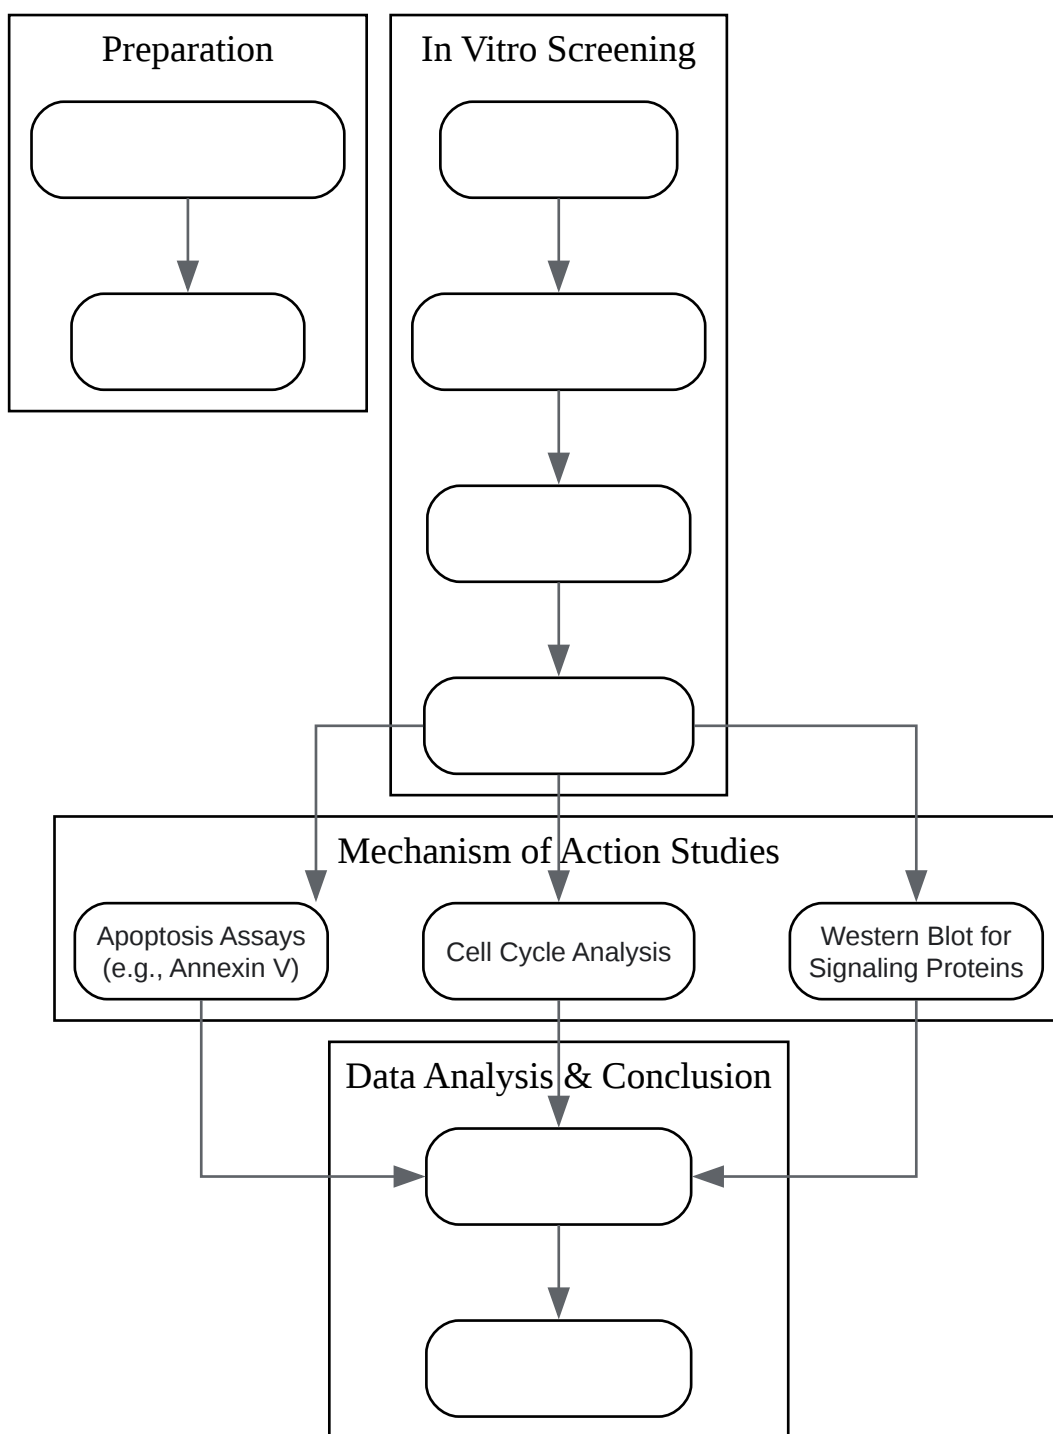 Preparation
In Vitro Screening
Mechanism of Action Studies
Apoptosis Assays
(e.g., Annexin V)
Cell Cycle Analysis
Western Blot for
Signaling Proteins
Data Analysis & Conclusion